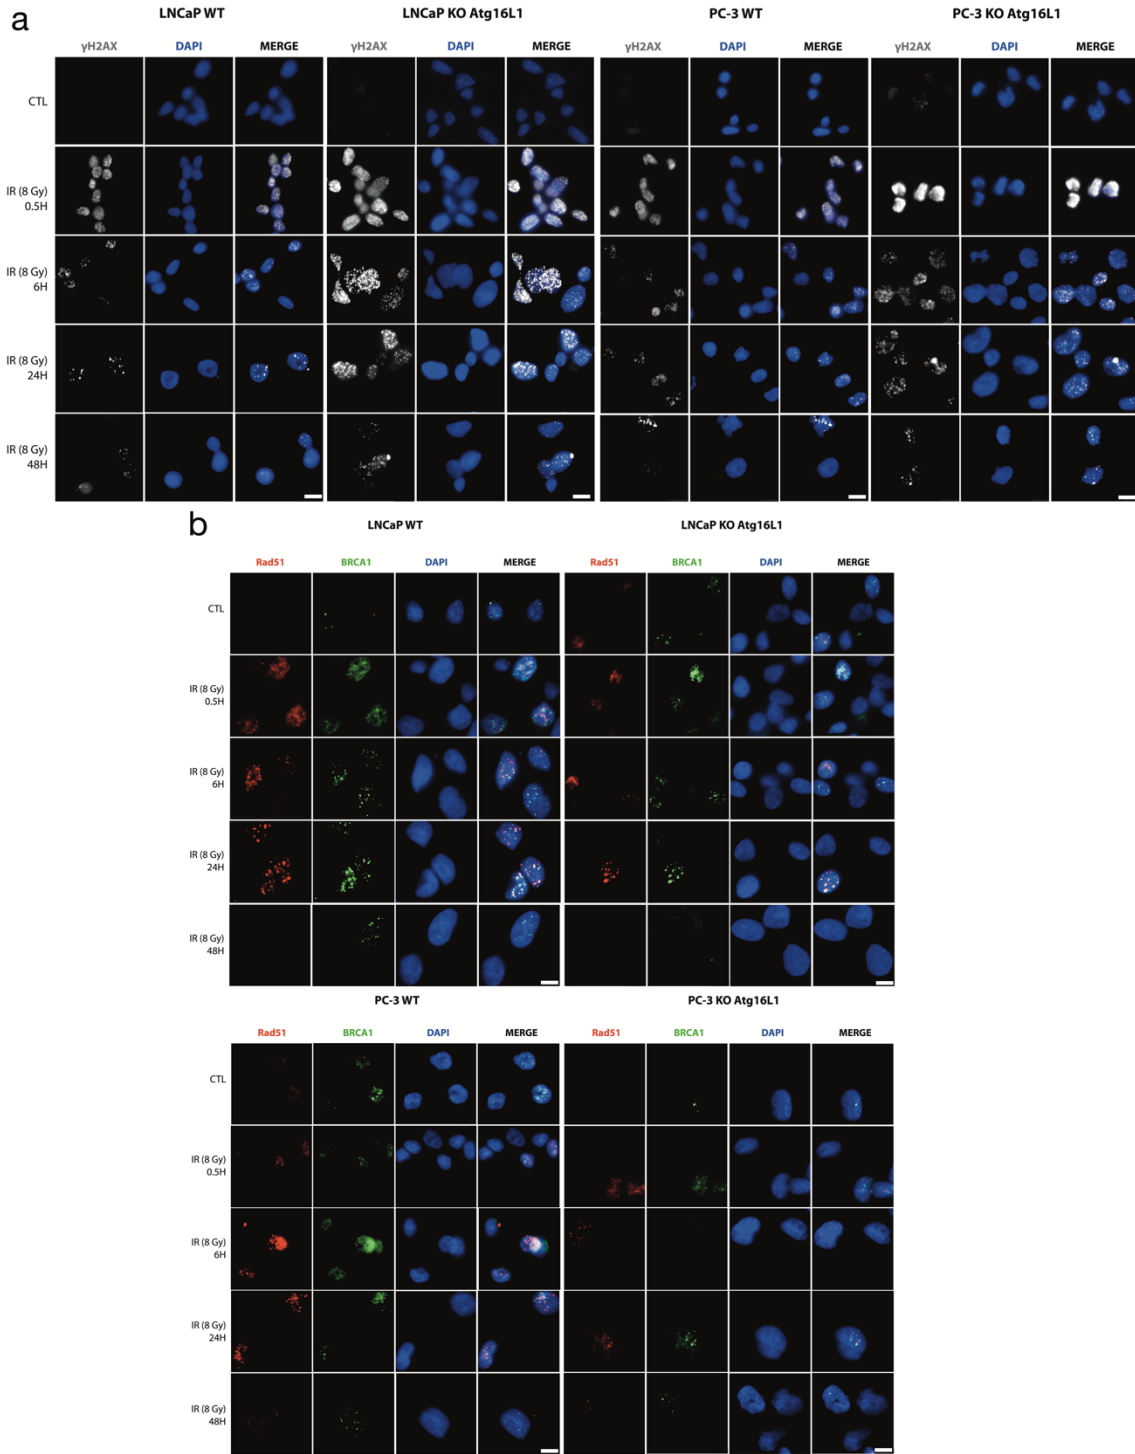 a
LNCaP WT LNCaP KO Atg16L1 PC-3 WT PC-3 KO Atg16L1
γH2AX DAPI MERGE γH2AX DAPI MERGE γH2AX DAPI MERGE γH2AX DAPI MERGE
CTL
IR (8 Gy)
0.5H
IR (8 Gy)
6H
IR (8 Gy)
24H
IR (8 Gy)
48H
b
LNCaP WT LNCaP KO Atg16L1
Rad51 BRCA1 DAPI MERGE Rad51 BRCA1 DAPI MERGE
CTL
IR (8 Gy)
0.5H
IR (8 Gy)
6H
IR (8 Gy)
24H
IR (8 Gy)
48H
PC-3 WT PC-3 KO Atg16L1
Rad51 BRCA1 DAPI MERGE Rad51 BRCA1 DAPI MERGE
CTL
IR (8 Gy)
0.5H
IR (8 Gy)
6H
IR (8 Gy)
24H
IR (8 Gy)
48H